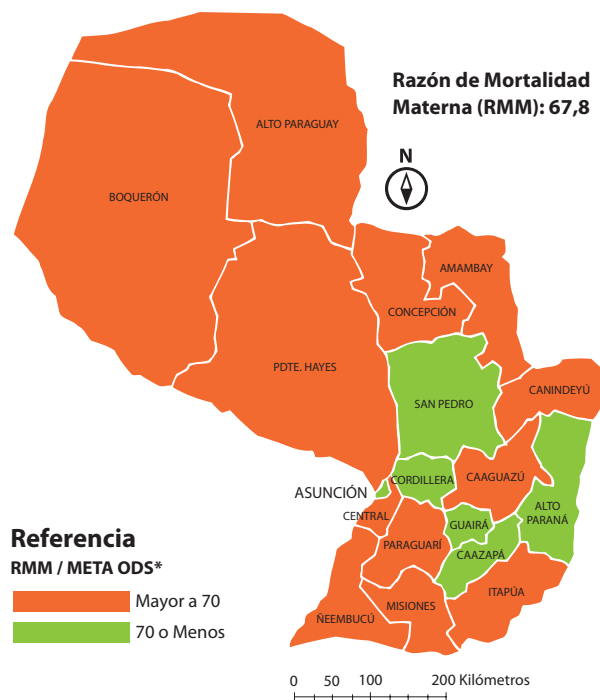 Razón de Mortalidad
Materna (RMM): 67,8
N
ALTO PARAGUAY
BOQUERÓN
AMAMBAY
CONCEPCIÓN
PDTE. HAYES
CANINDEYÚ
SAN PEDRO
CORDILLERA
CAAGUAZÚ
ASUNCIÓN
CENTRAL
GUAIRÁ
ALTO
PARANÁ
PARAGUARÍ
CAAZAPÁ
ITAPÚA
MISIONES
ÑEEMBUCÚ
Referencia
RMM / META ODS*
Mayor a 70
70 o Menos
0 50 100 200 Kilómetros